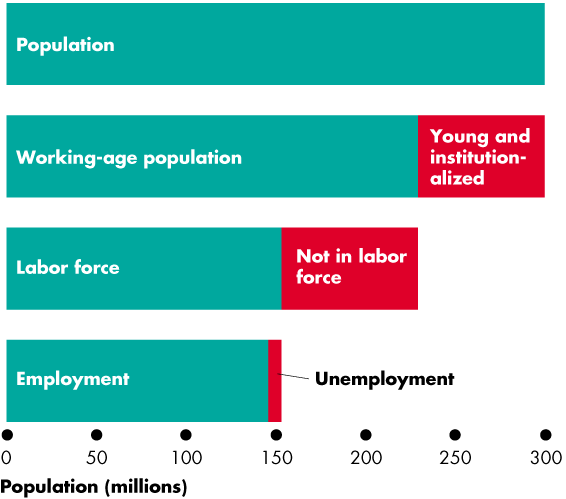 Population
Working-age population
Young and
institution-
alized
Labor force
Not in labor
force
Employment
Unemployment
0 50 100 150 200 250 300
Population (millions)